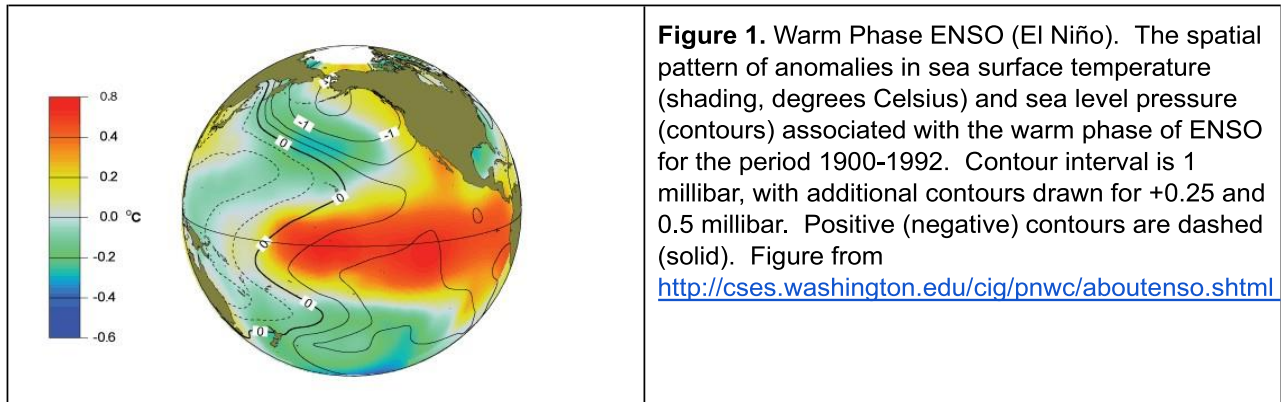 0.8
0.4
0.2
0.0 °C
-0.2
-0.4
-0.6
-1
-1
0
0
0
0
0
Figure 1. Warm Phase ENSO (El Niño). The spatial
pattern of anomalies in sea surface temperature
(shading, degrees Celsius) and sea level pressure
(contours) associated with the warm phase of ENSO
for the period 1900-1992. Contour interval is 1
millibar, with additional contours drawn for +0.25 and
0.5 millibar. Positive (negative) contours are dashed
(solid). Figure from
http://cses.washington.edu/cig/pnwc/aboutenso.shtml